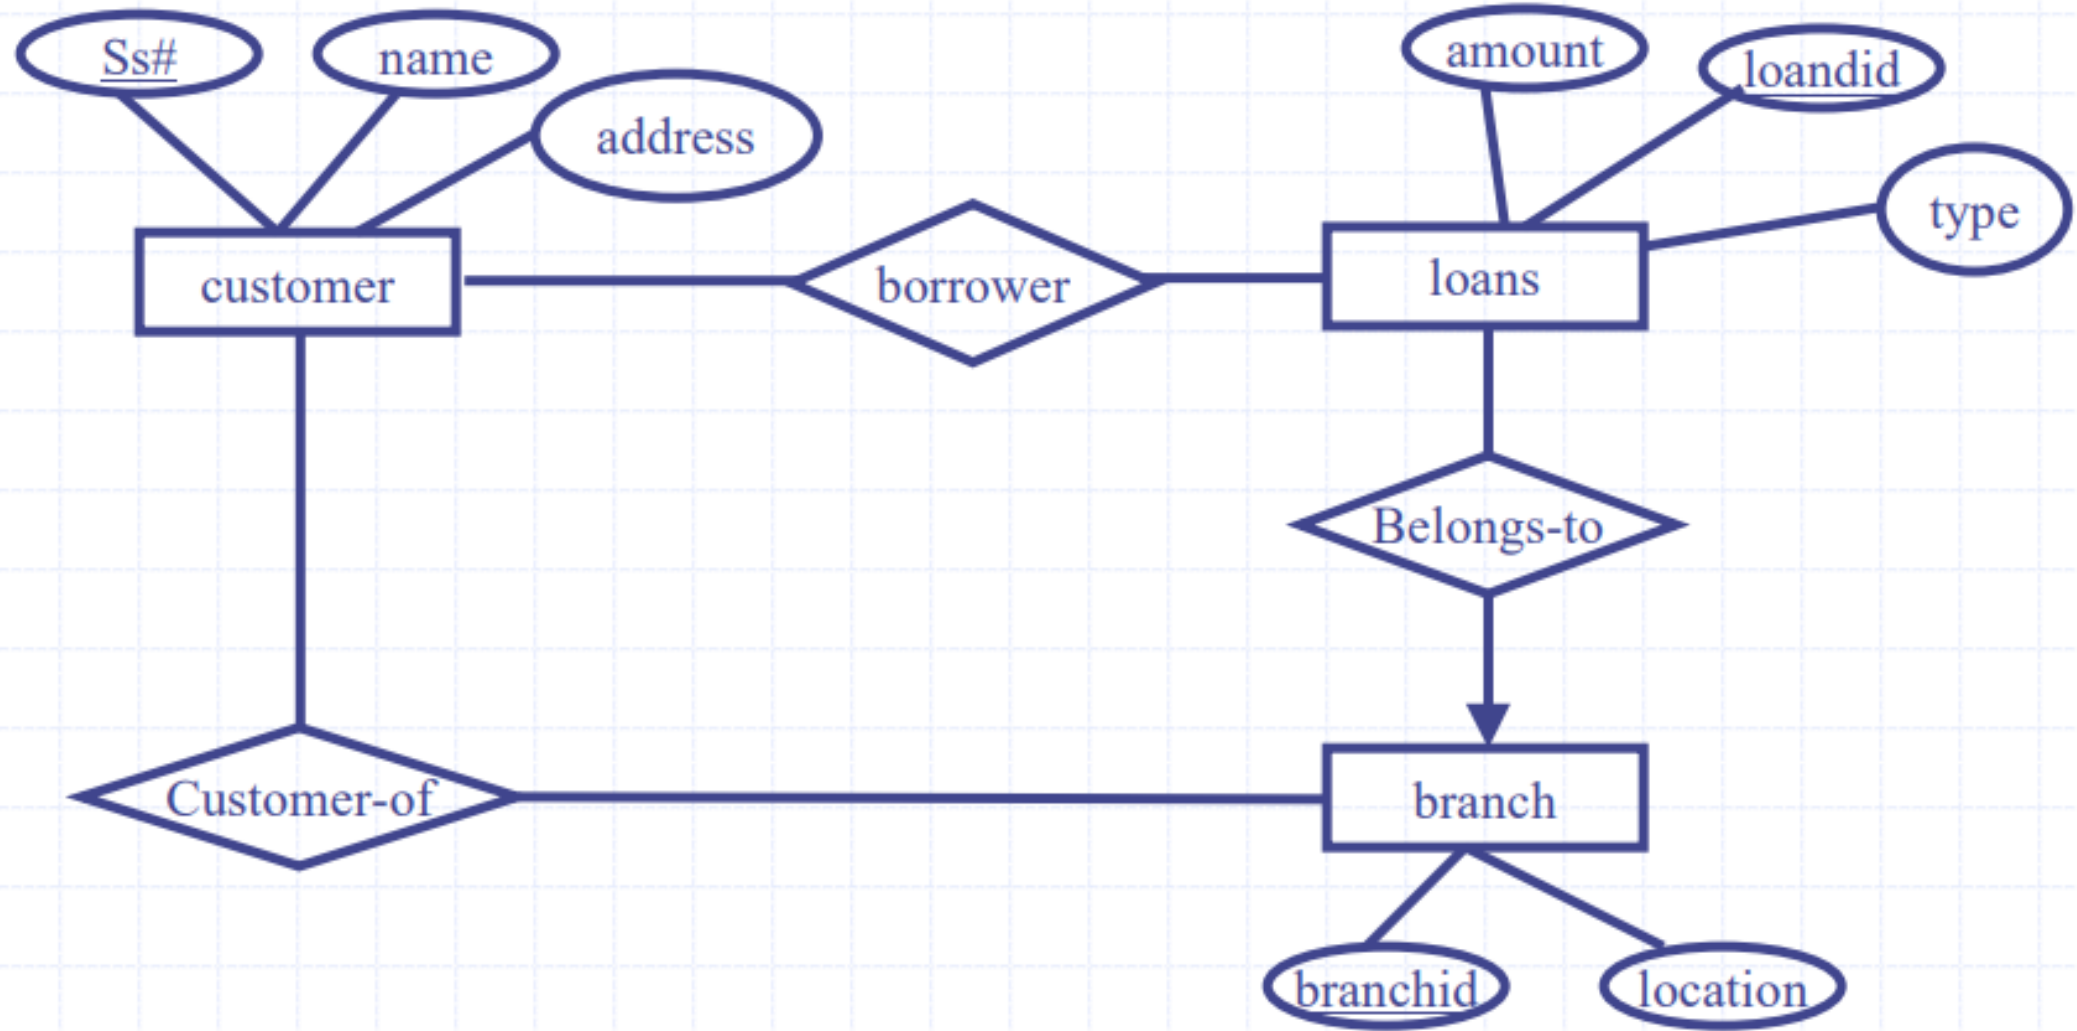 Ss#
name
address
amount
loandid
type
customer
borrower
loans
Belongs-to
Customer-of
branch
branchid
location